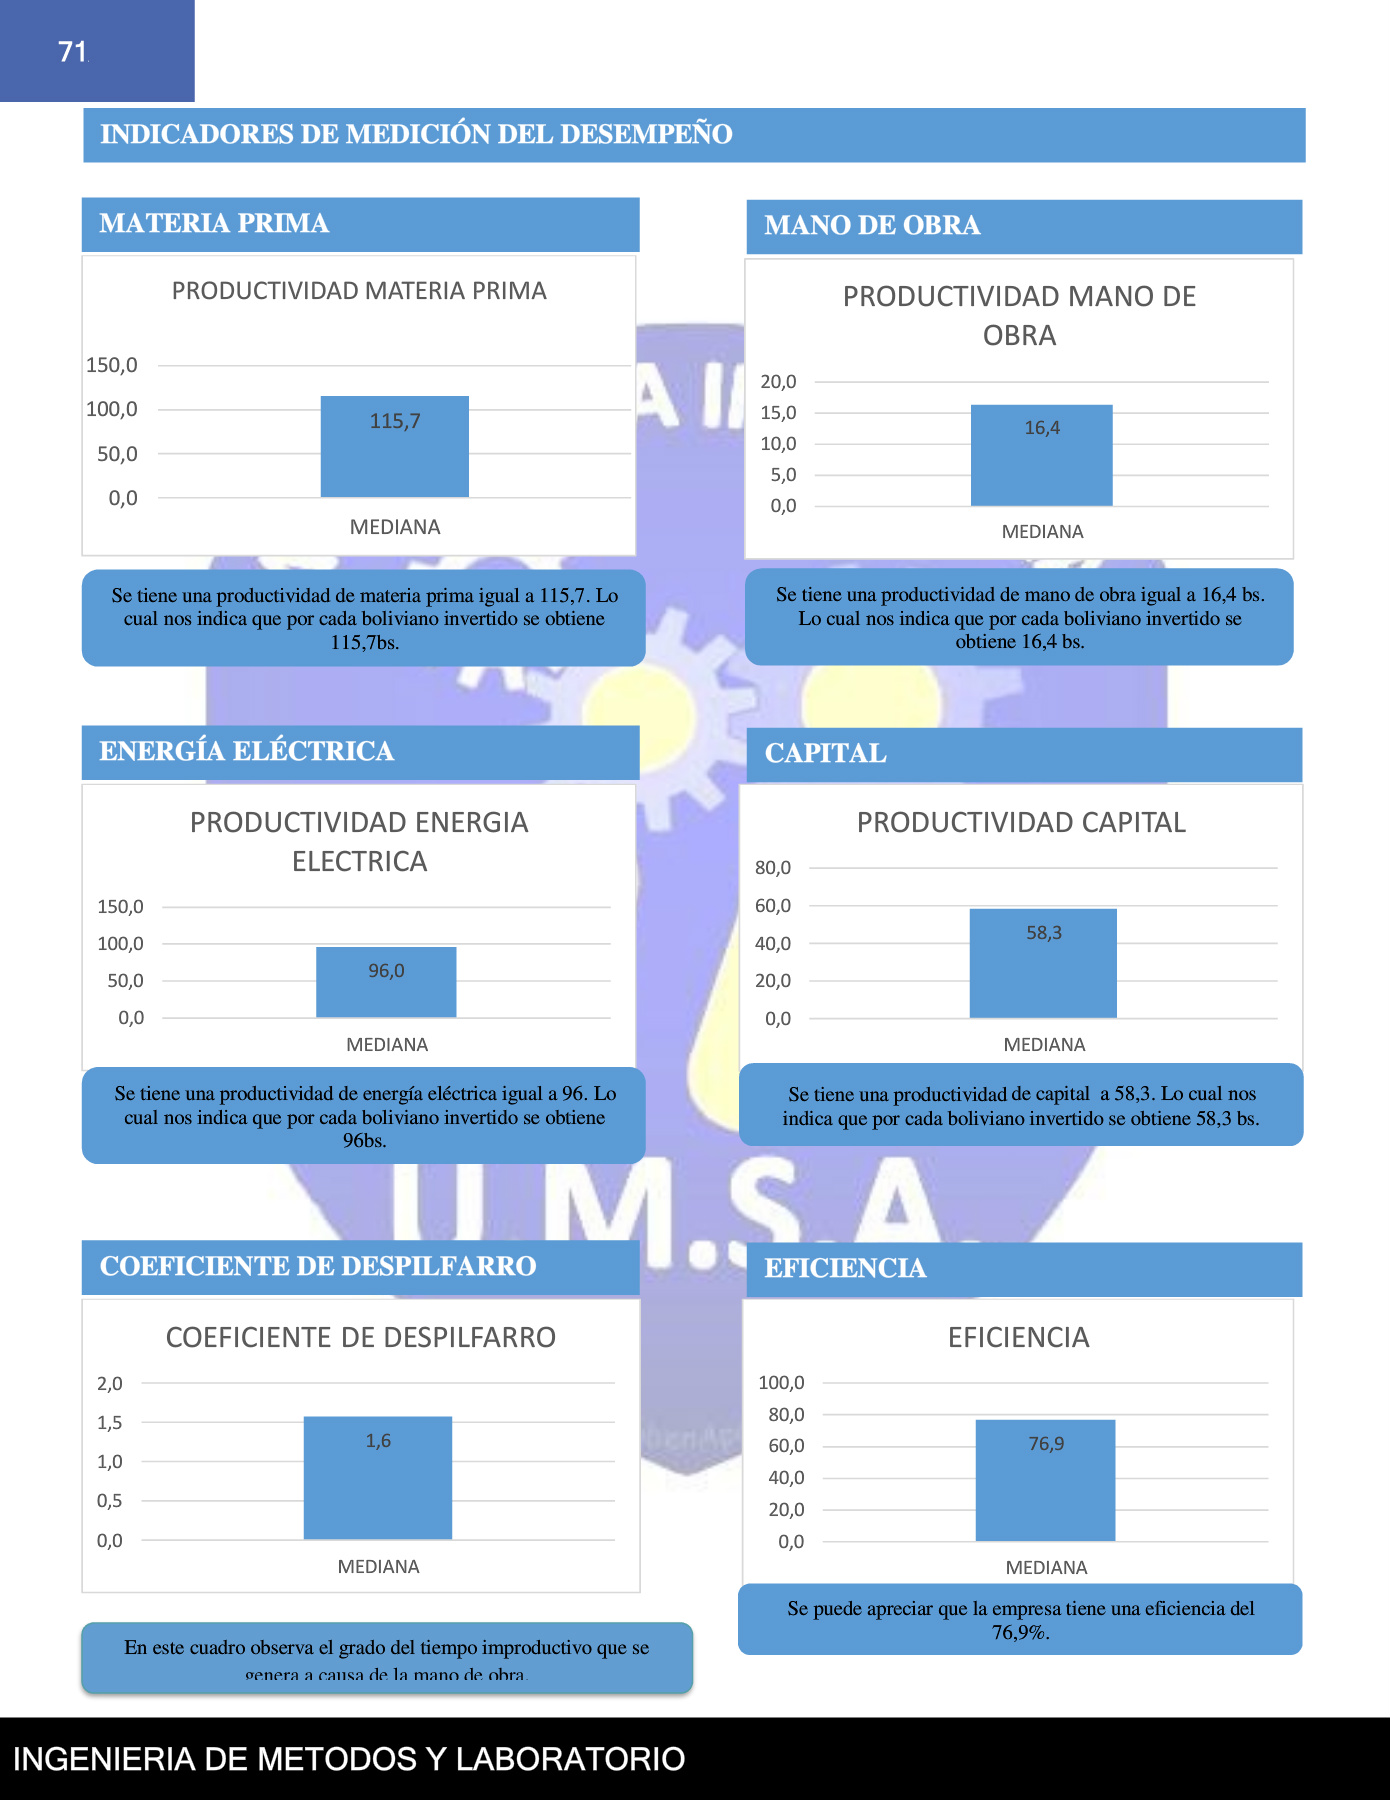 71
INDICADORES DE MEDICIÓN DEL DESEMPEÑO
MATERIA PRIMA
PRODUCTIVIDAD MATERIA PRIMA
150,0
100,0
50,0
0,0
115,7
MEDIANA
Se tiene una productividad de materia prima igual a 115,7. Lo
cual nos indica que por cada boliviano invertido se obtiene
115,7bs.
MANO DE OBRA
PRODUCTIVIDAD MANO DE
OBRA
20,0
15,0
10,0
5,0
0,0
16,4
MEDIANA
Se tiene una productividad de mano de obra igual a 16,4 bs.
Lo cual nos indica que por cada boliviano invertido se
obtiene 16,4 bs.
ENERGÍA ELÉCTRICA
PRODUCTIVIDAD ENERGIA
ELECTRICA
150,0
100,0
50,0
0,0
96,0
MEDIANA
Se tiene una productividad de energía eléctrica igual a 96. Lo
cual nos indica que por cada boliviano invertido se obtiene
96bs.
CAPITAL
PRODUCTIVIDAD CAPITAL
80,0
60,0
40,0
20,0
0,0
58,3
MEDIANA
Se tiene una productividad de capital a 58,3. Lo cual nos
indica que por cada boliviano invertido se obtiene 58,3 bs.
U.M.S.A.
COEFICIENTE DE DESPILFARRO
COEFICIENTE DE DESPILFARRO
2,0
1,5
1,0
0,5
0,0
1,6
MEDIANA
En este cuadro observa el grado del tiempo improductivo que se
genera a causa de la mano de obra.
EFICIENCIA
EFICIENCIA
100,0
80,0
60,0
40,0
20,0
0,0
76,9
MEDIANA
Se puede apreciar que la empresa tiene una eficiencia del
76,9%.
INGENIERIA DE METODOS Y LABORATORIO